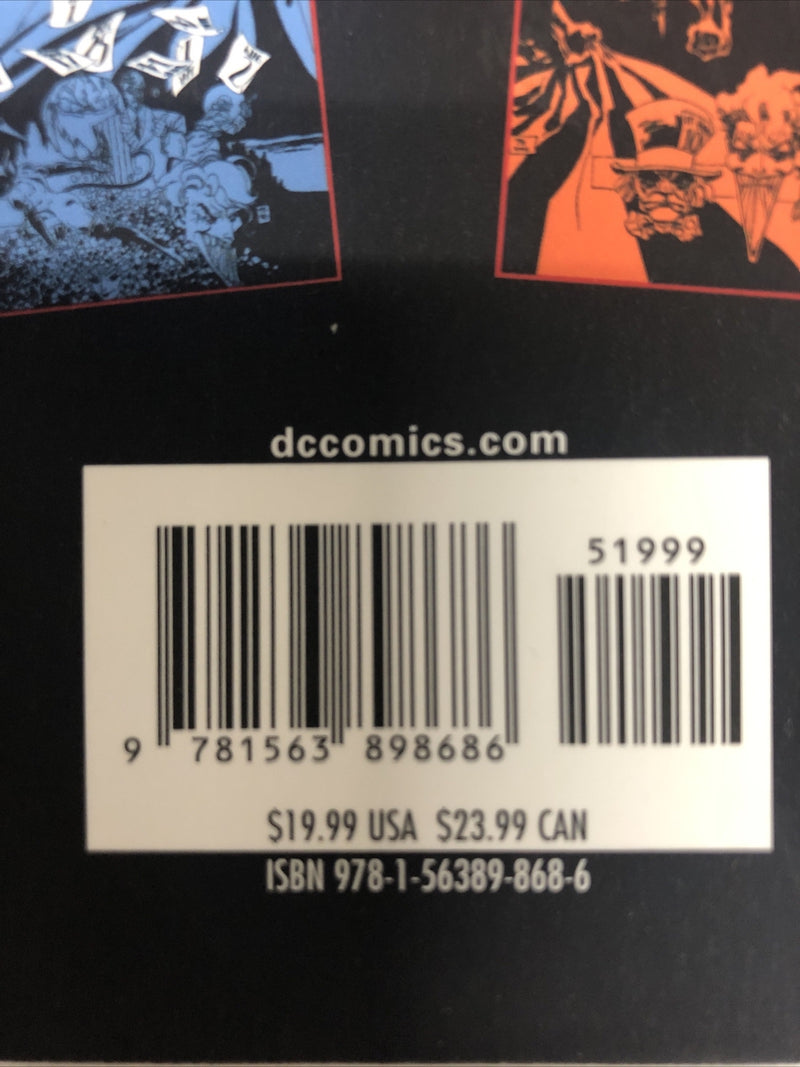 dccomics.com
51999
9 781563 898686
$19.99 USA $23.99 CAN
ISBN 978-1-56389-868-6